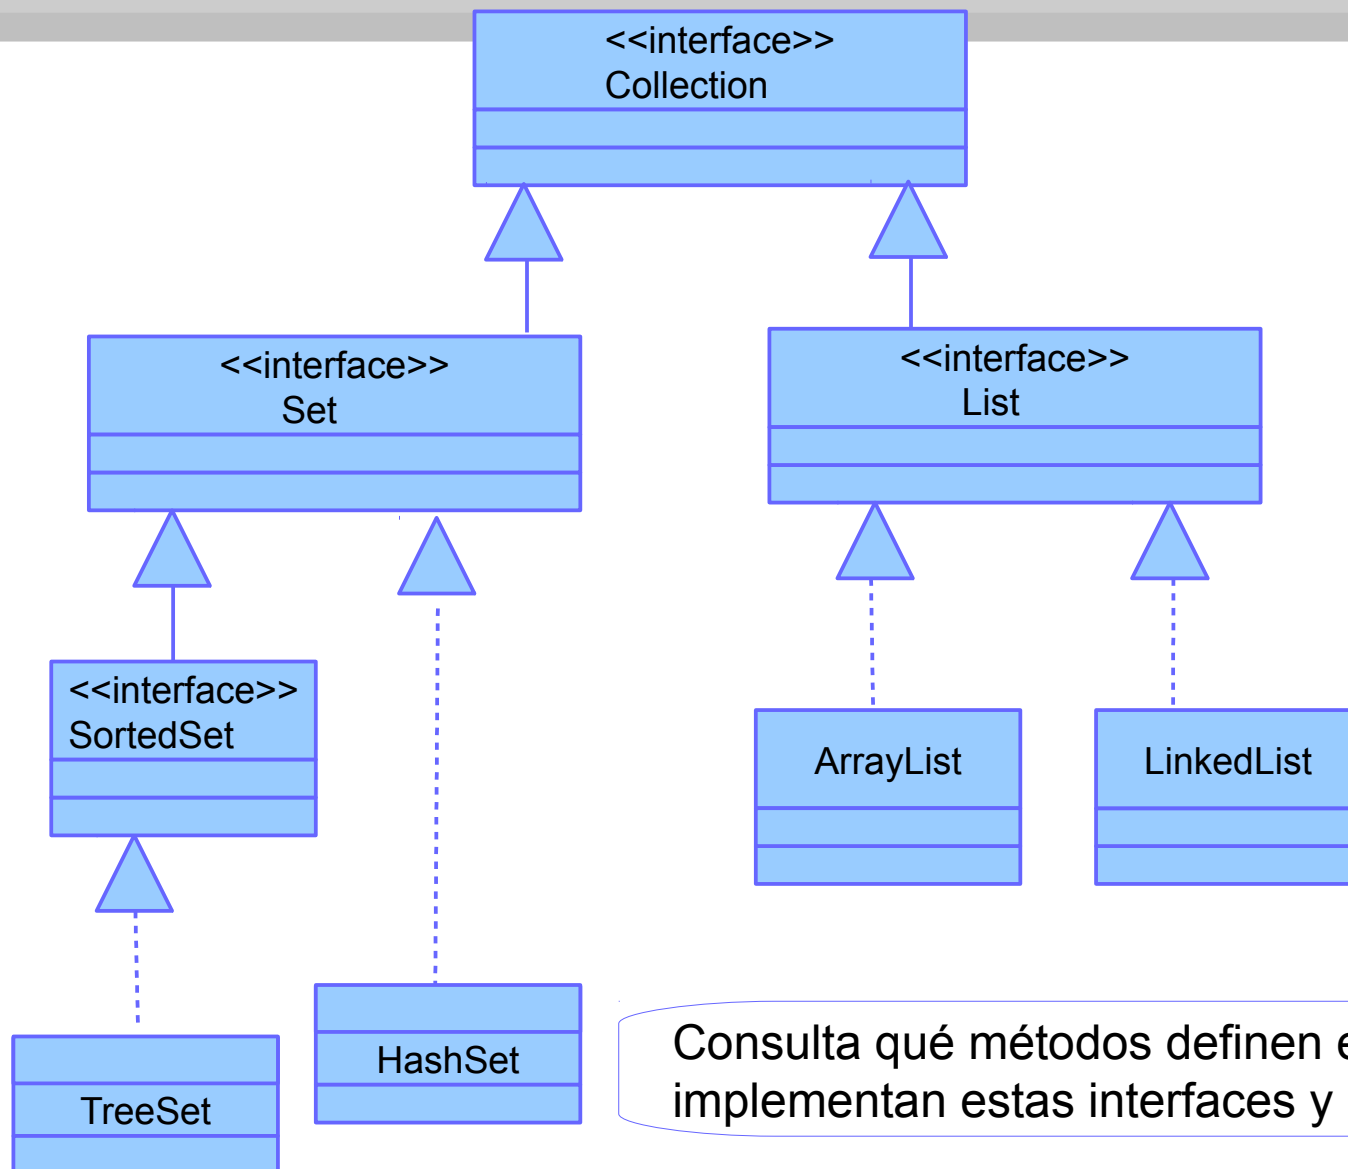 <<interface>>
Collection
<<interface>>
Set
<<interface>>
List
<<interface>>
SortedSet
ArrayList
LinkedList
HashSet
TreeSet
Consulta qué métodos definen
implementan estas interfaces y